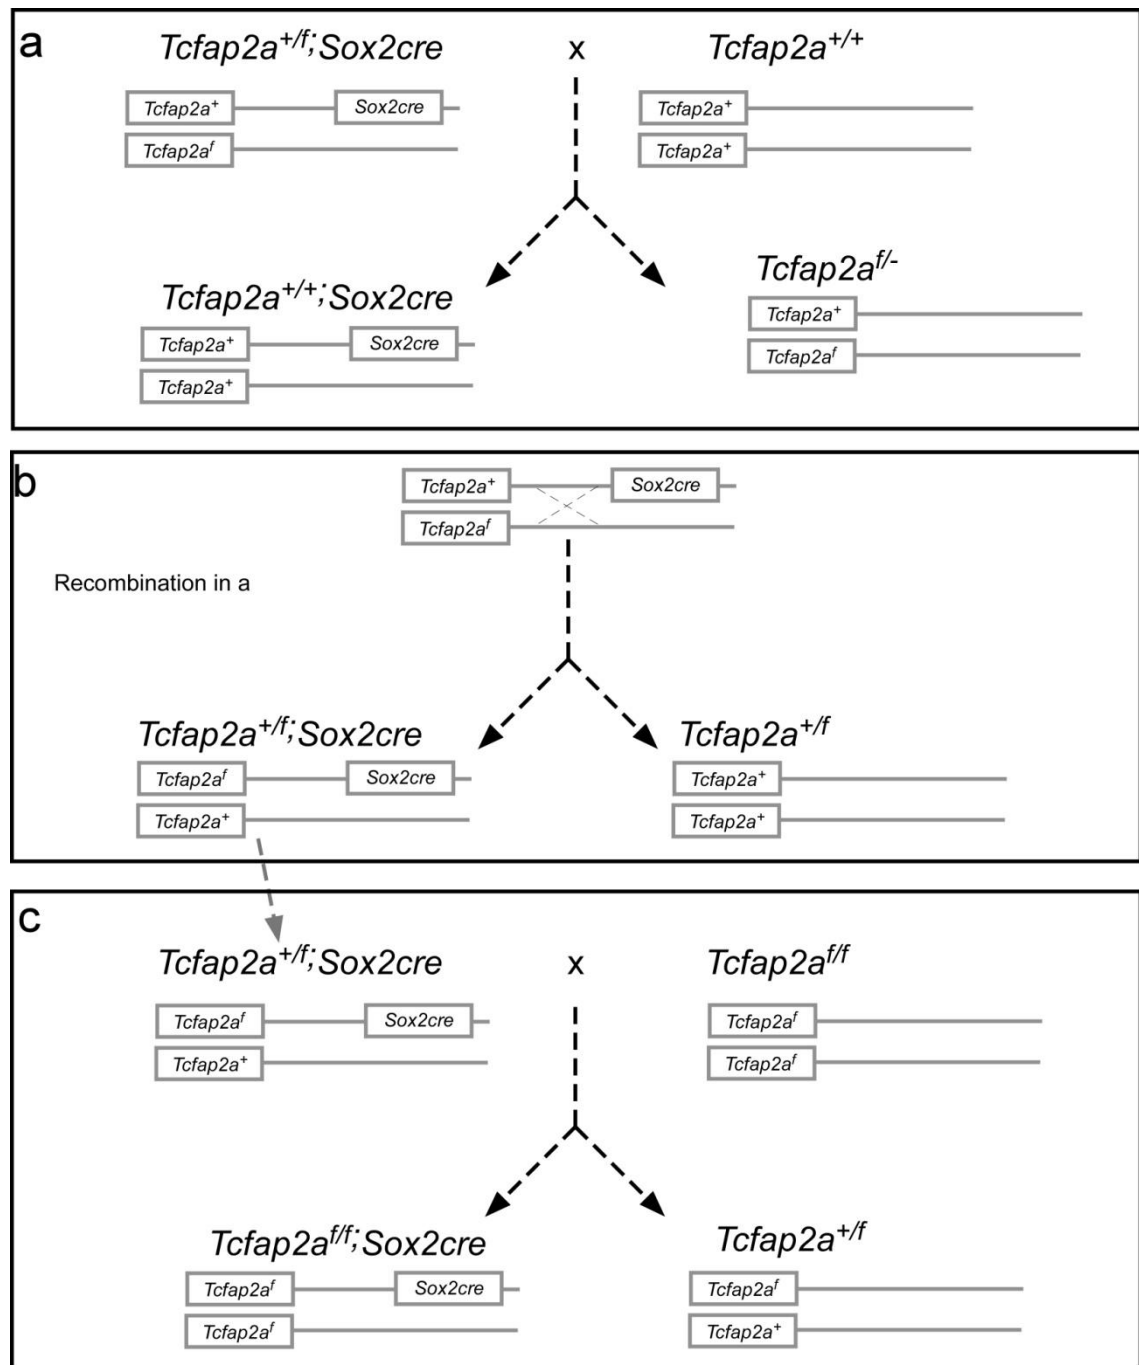 a
Tcfap2a+/f;Sox2cre x Tcfap2a+/+
Tcfap2a+ Sox2cre Tcfap2a+
Tcfap2af Tcfap2a+
Tcfap2a+/+;Sox2cre Tcfap2af/-
Tcfap2a+ Sox2cre Tcfap2a+
Tcfap2a+ Tcfap2af
b
Tcfap2a+ Sox2cre
Tcfap2af
Recombination in a
Tcfap2a+/f;Sox2cre Tcfap2a+/f
Tcfap2af Sox2cre Tcfap2a+
Tcfap2a+ Tcfap2a+
c
Tcfap2a+/f;Sox2cre x Tcfap2af/f
Tcfap2af Sox2cre Tcfap2af
Tcfap2a+ Tcfap2af
Tcfap2af/f;Sox2cre Tcfap2a+/f
Tcfap2af Sox2cre Tcfap2af
Tcfap2af Tcfap2a+